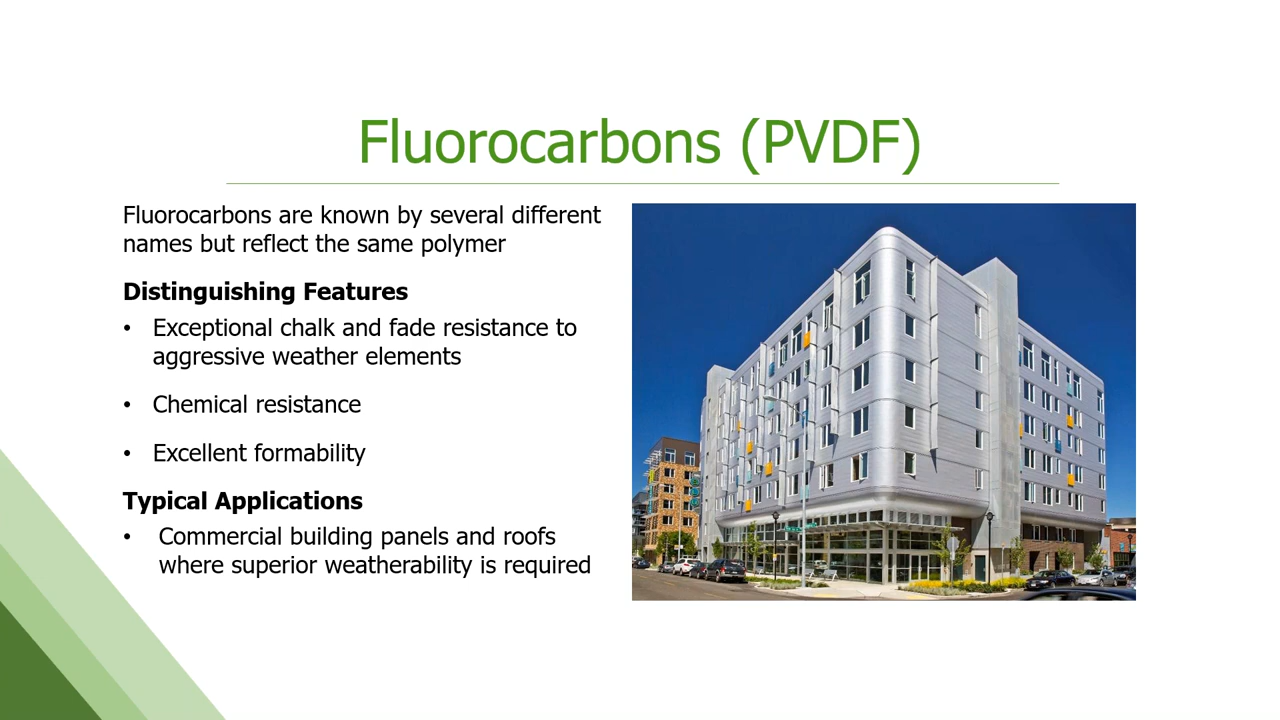 Fluorocarbons (PVDF)
Fluorocarbons are known by several different
names but reflect the same polymer
Distinguishing Features
• Exceptional chalk and fade resistance to
aggressive weather elements
• Chemical resistance
• Excellent formability
Typical Applications
• Commercial building panels and roofs
where superior weatherability is required